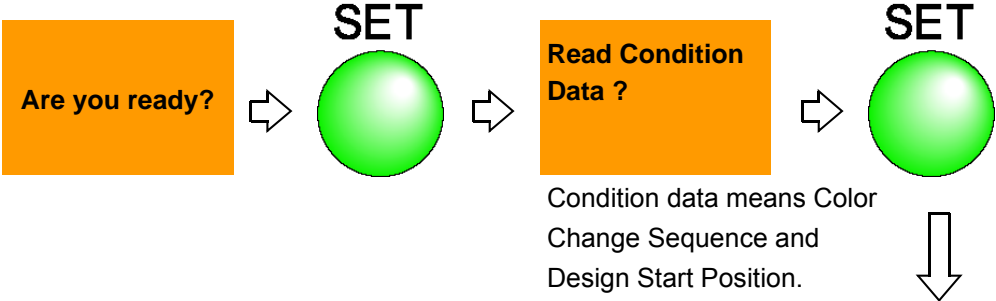 SET
SET
Are you ready?
Read Condition
Data ?
Condition data means Color
Change Sequence and
Design Start Position.